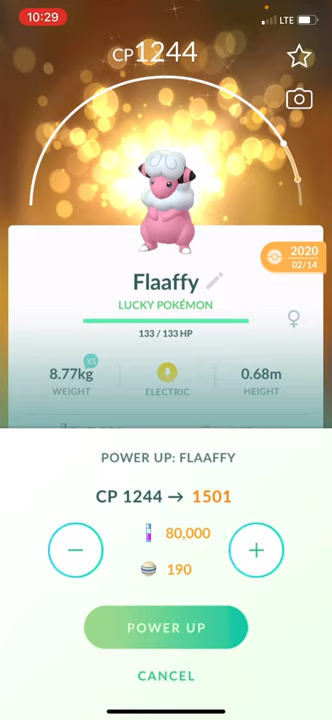 10:29
LTE
CP1244
2020
02/14
Flaaffy
LUCKY POKÉMON
133 / 133 HP
XS
8.77kg
WEIGHT
ELECTRIC
0.68m
HEIGHT
POWER UP: FLAAFFY
CP 1244 → 1501
80,000
190
POWER UP
CANCEL